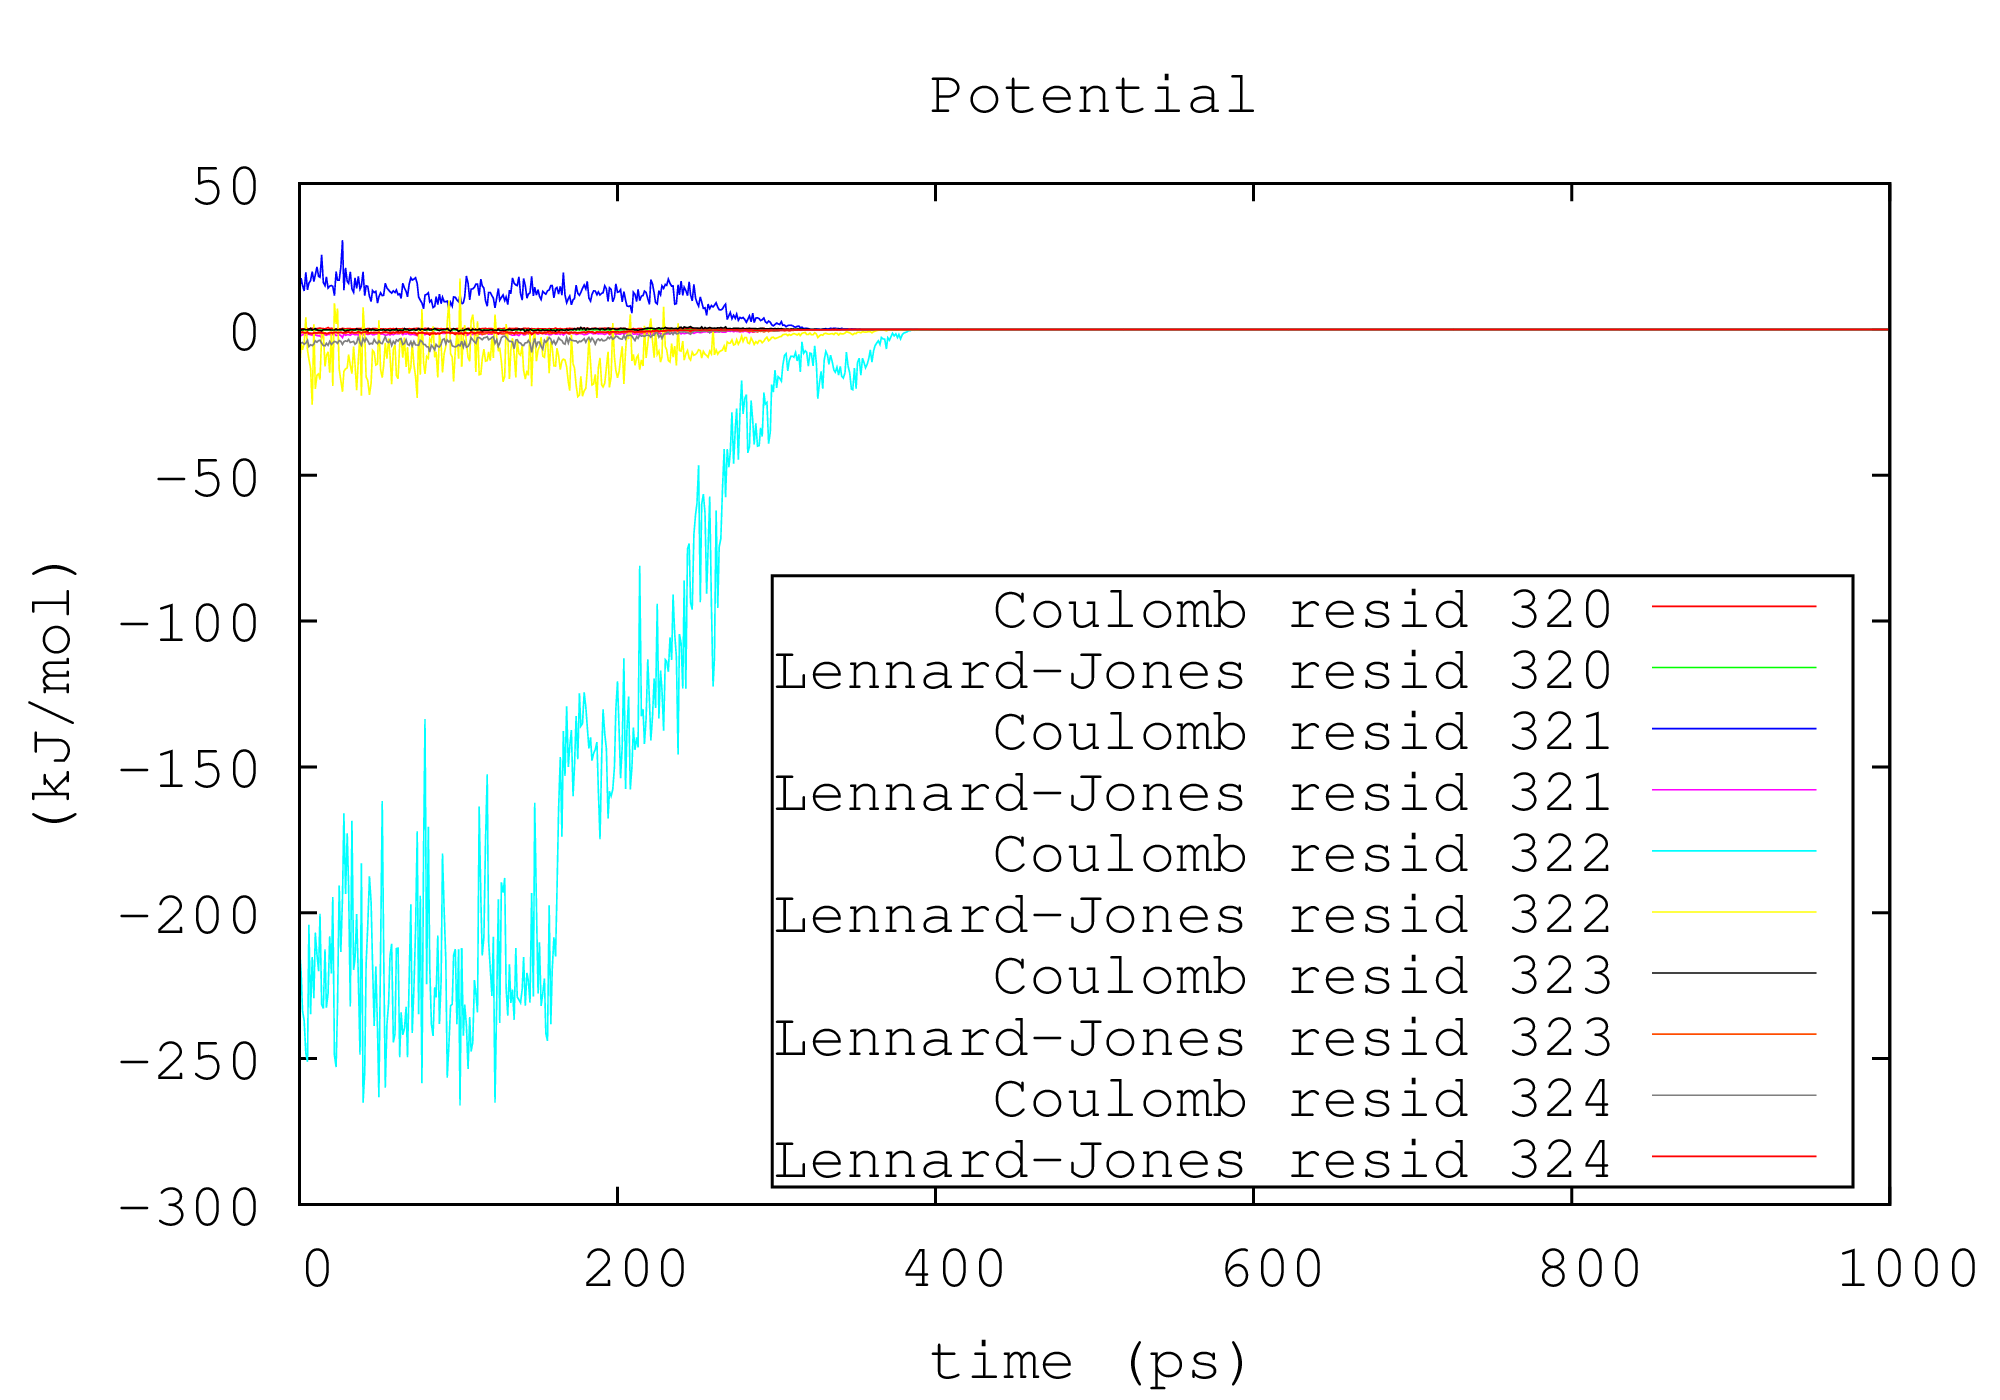 Potential
50
0
-50
-100
-150
-200
-250
-300
(kJ/mol)
Coulomb resid 320
Lennard-Jones resid 320
Coulomb resid 321
Lennard-Jones resid 321
Coulomb resid 322
Lennard-Jones resid 322
Coulomb resid 323
Lennard-Jones resid 323
Coulomb resid 324
Lennard-Jones resid 324
0 200 400 600 800 1000
time (ps)